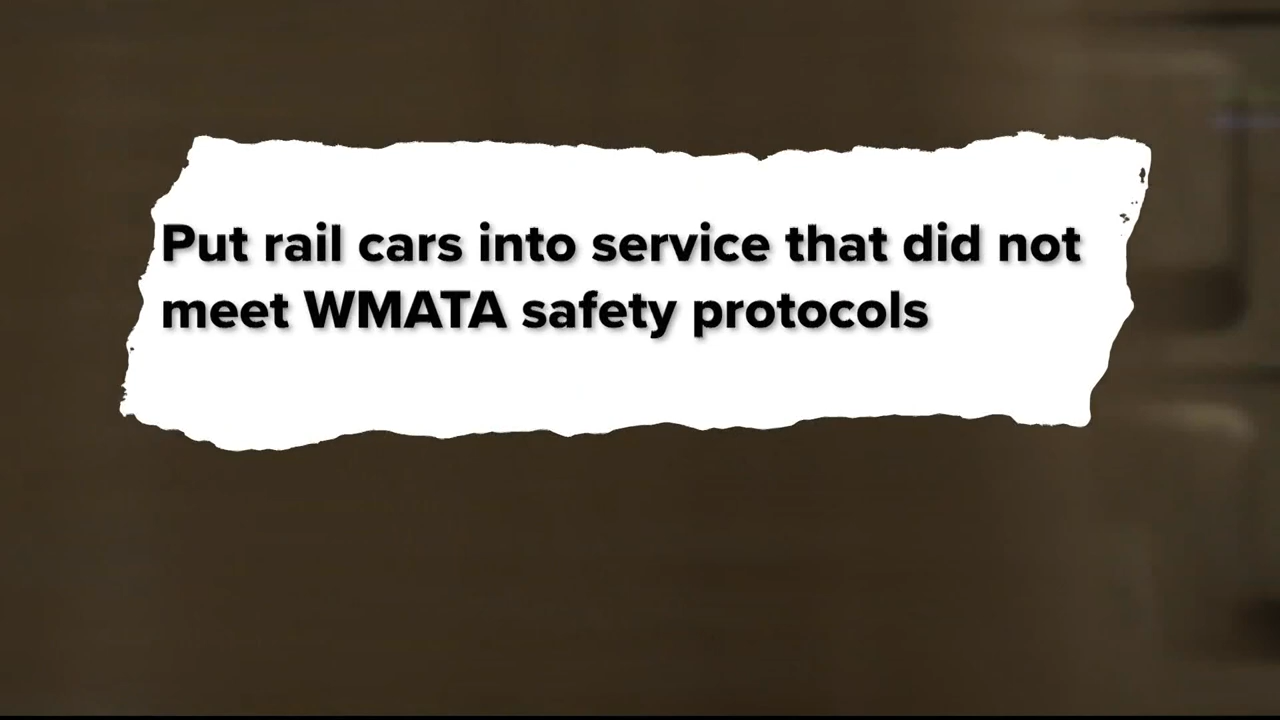 Put rail cars into service that did not
meet WMATA safety protocols